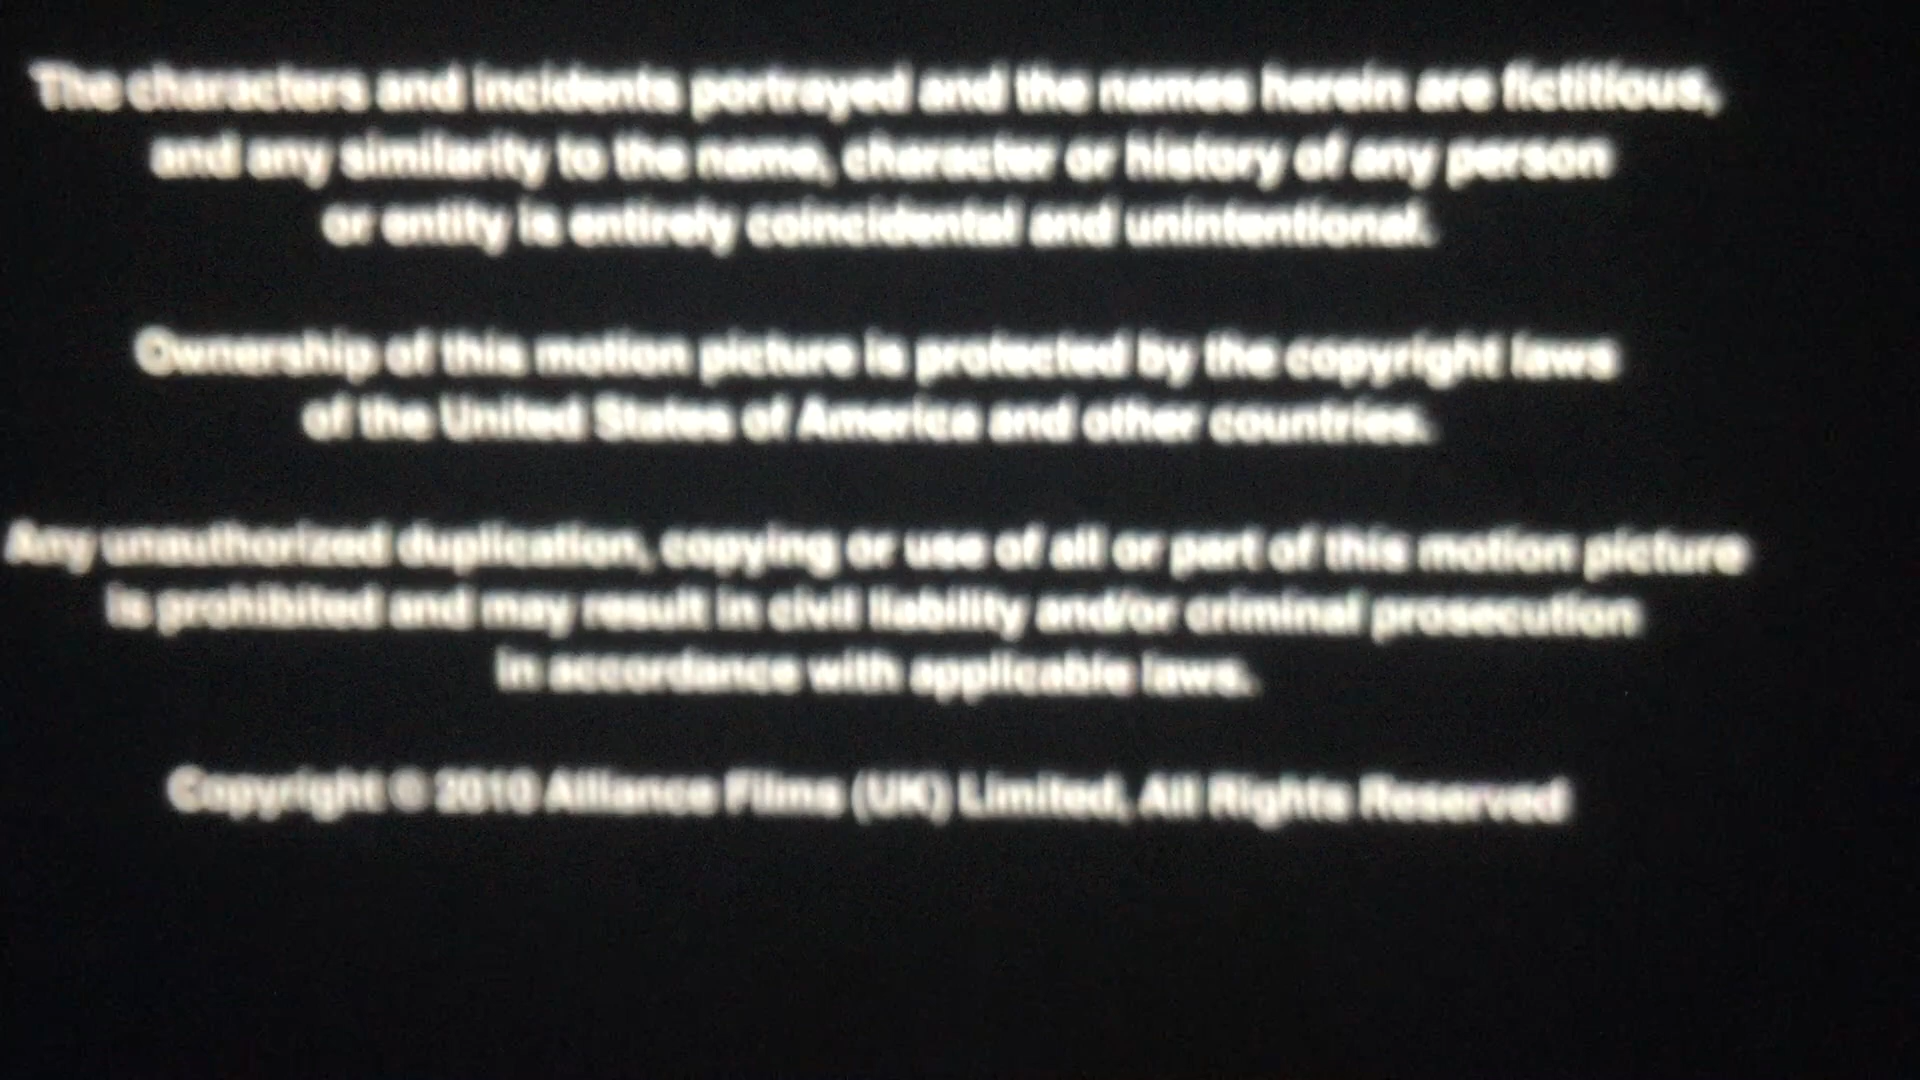 The characters and incidents portrayed and the names herein are fictitious,
and any similarity to the name, character or history of any person
or entity is entirely coincidental and unintentional.
Ownership of this motion picture is protected by the copyright laws
of the United States of America and other countries.
Any unauthorized duplication, copying or use of all or part of this motion picture
is prohibited and may result in civil liability and/or criminal prosecution
in accordance with applicable laws.
Copyright © 2010 Alliance Films (UK) Limited, All Rights Reserved